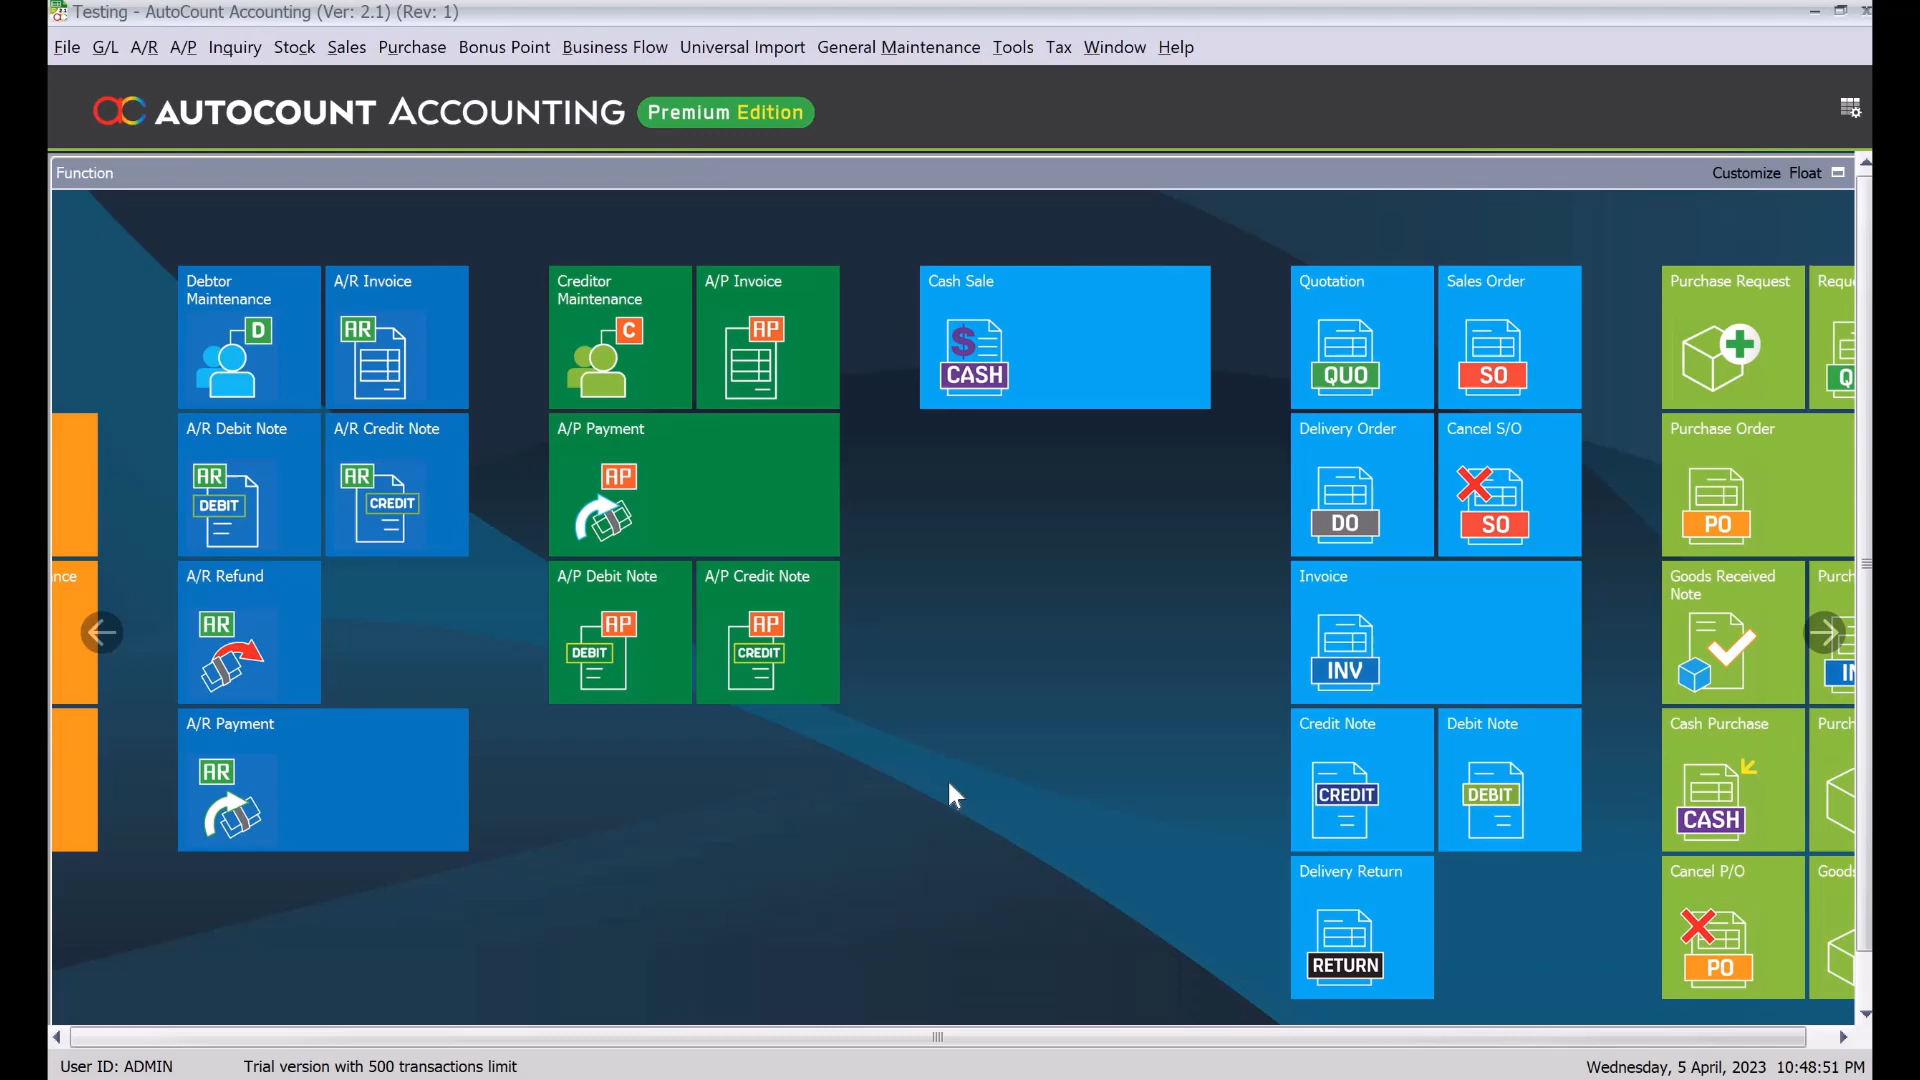 Testing - AutoCount Accounting (Ver: 2.1) (Rev: 1)
File G/L A/R A/P Inquiry Stock Sales Purchase Bonus Point Business Flow Universal Import General Maintenance Tools Tax Window Help
ac AUTOCOUNT ACCOUNTING Premium Edition
Function
Customize Float
nce
Debtor
Maintenance
D
A/R Invoice
AR
A/R Debit Note
AR
DEBIT
A/R Credit Note
AR
CREDIT
A/R Refund
AR
A/R Payment
AR
Creditor
Maintenance
C
A/P Invoice
AP
A/P Payment
AP
A/P Debit Note
AP
DEBIT
A/P Credit Note
AP
CREDIT
Cash Sale
$
CASH
Quotation
QUO
Sales Order
SO
Delivery Order
DO
Cancel S/O
SO
Invoice
INV
Credit Note
CREDIT
Debit Note
DEBIT
Delivery Return
RETURN
Purchase Request
Requ
Q
Purchase Order
PO
Goods Received
Note
Purch
IN
Cash Purchase
CASH
Purch
Cancel P/O
PO
Goods
User ID: ADMIN
Trial version with 500 transactions limit
Wednesday, 5 April, 2023 10:48:51 PM